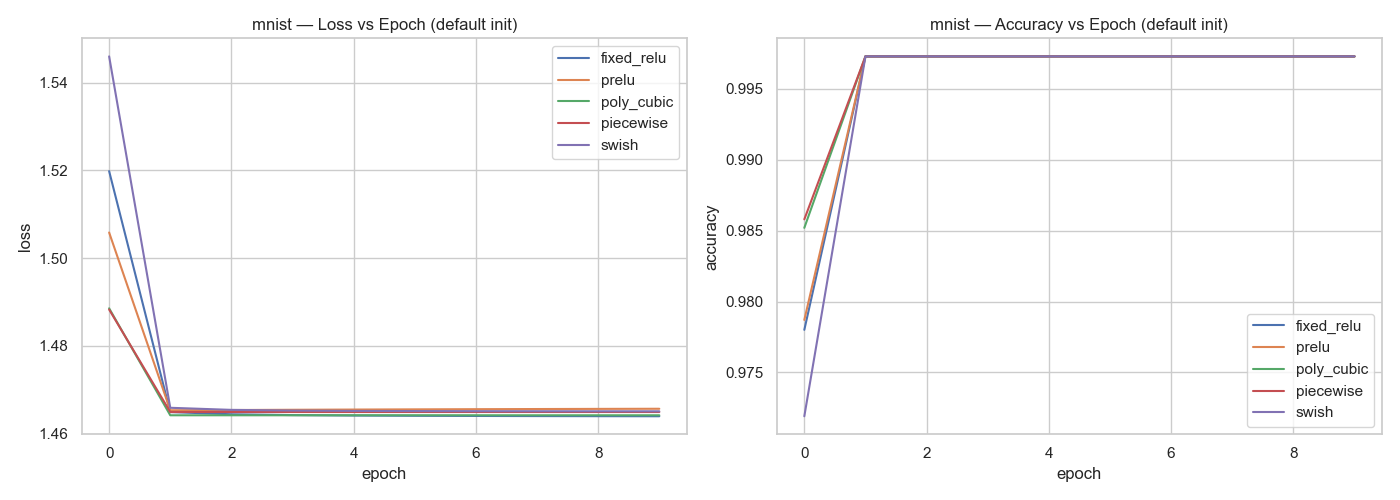 mnist — Loss vs Epoch (default init)
loss
1.54
1.52
1.50
1.48
1.46
0
2
4
6
8
epoch
fixed_relu
prelu
poly_cubic
piecewise
swish
mnist — Accuracy vs Epoch (default init)
accuracy
0.995
0.990
0.985
0.980
0.975
0
2
4
6
8
epoch
fixed_relu
prelu
poly_cubic
piecewise
swish